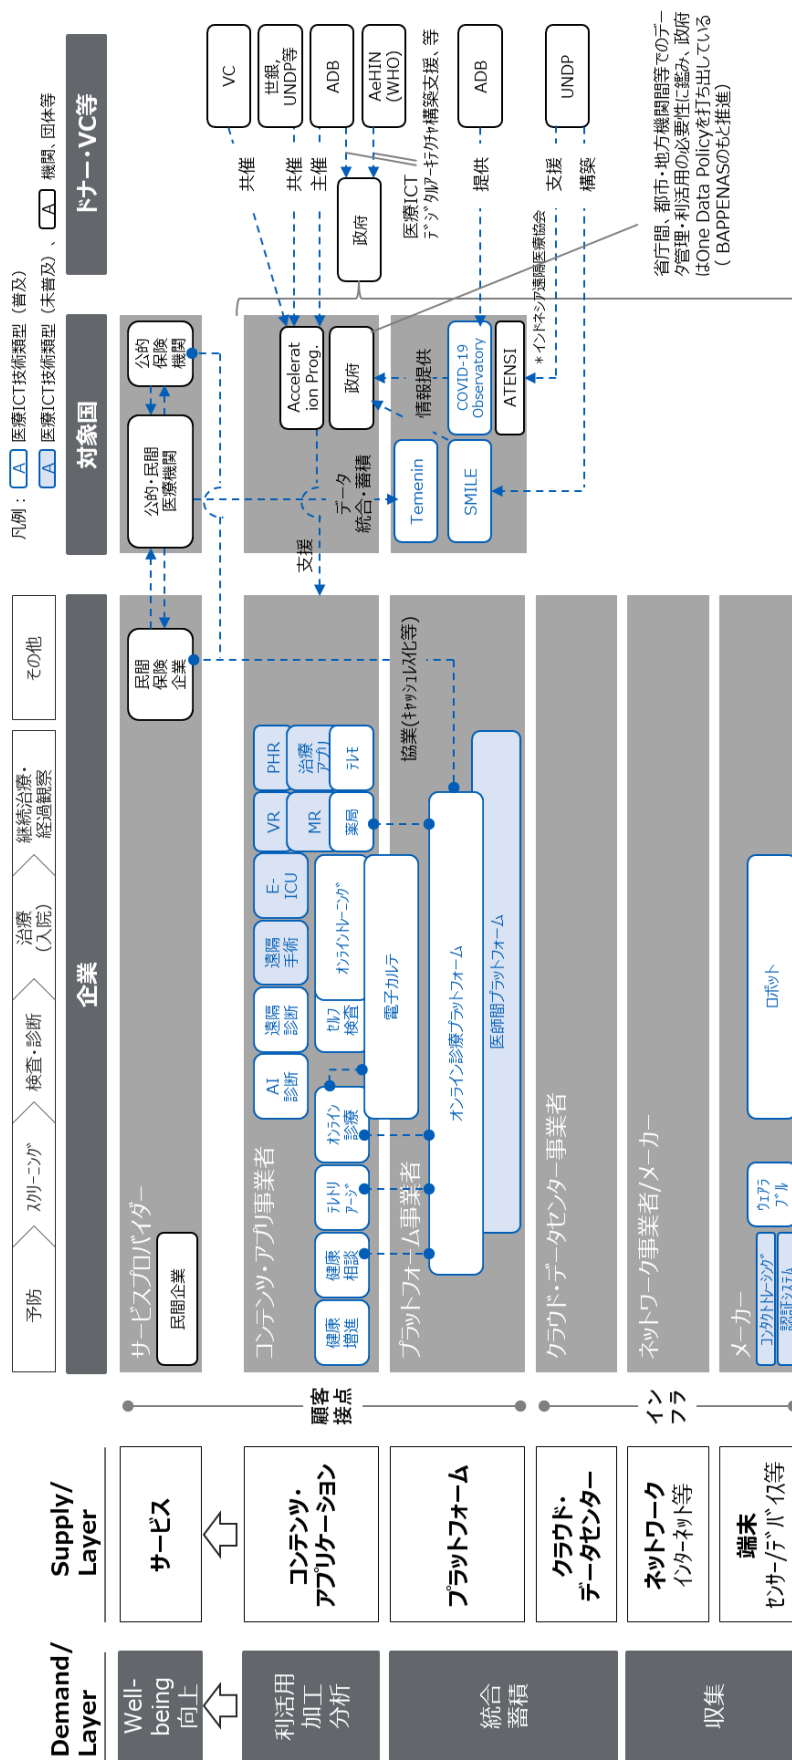 凡例：
A
医療ICT技術類型（普及）
A
医療ICT技術類型（未普及）、
A
機関、団体等
Demand/
Layer
Supply/
Layer
企業
対象国
ドナー・VC等
予防
スクリーニング
検査・診断
治療
（入院）
継続治療・
経過観察
その他
Well-
being
向上
サービス
サービスプロバイダー
民間企業
民間
保険
企業
公的・民間
医療機関
公的
保険
機関
利活用
加工
分析
コンテンツ・
アプリケーション
コンテンツ・アプリ事業者
顧客
接点
健康
増進
健康
相談
テレトリ
アージ
オンライン
診療
AI
診断
遠隔
診断
セルフ
検査
遠隔
手術
E-
ICU
オンライントレーニング
VR
MR
薬局
PHR
治療
アプリ
テレモ
電子カルテ
支援
Accelerat
ion Prog.
政府
データ
統合・蓄積
情報提供
統合
蓄積
プラットフォーム
プラットフォーム事業者
オンライン診療プラットフォーム
医師間プラットフォーム
協業(キャッシュレス化等)
Temenin
SMILE
COVID-19
Observatory
ATENSI
＊インドネシア遠隔医療協会
クラウド・
データセンター
クラウド・データセンター事業者
収集
ネットワーク
インターネット等
ネットワーク事業者/メーカー
イン
フラ
端末
センサー/デバイス等
メーカー
コンタクトトレーシング
認証システム
ウェアラ
ブル
ロボット
VC
世銀,
UNDP等
ADB
AeHIN
(WHO)
ADB
UNDP
共催
共催
主催
政府
医療ICT
デジタルアーキテクチャ構築支援、等
提供
支援
構築
省庁間、都市・地方機関間等でのデー
タ管理・利活用の必要性に鑑み、政府
はOne Data Policyを打ち出している
（BAPPENASのもと推進）